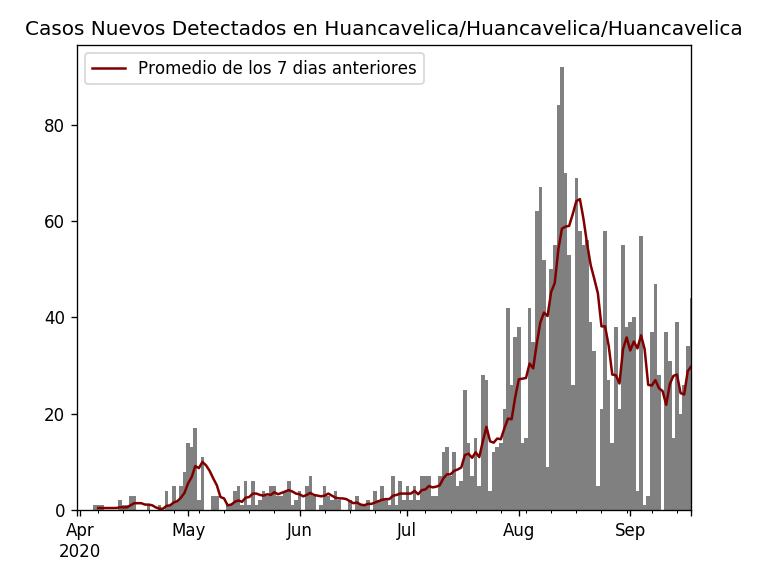 Casos Nuevos Detectados en Huancavelica/Huancavelica/Huancavelica
Promedio de los 7 dias anteriores
80
60
40
20
0
Apr May Jun Jul Aug Sep
2020